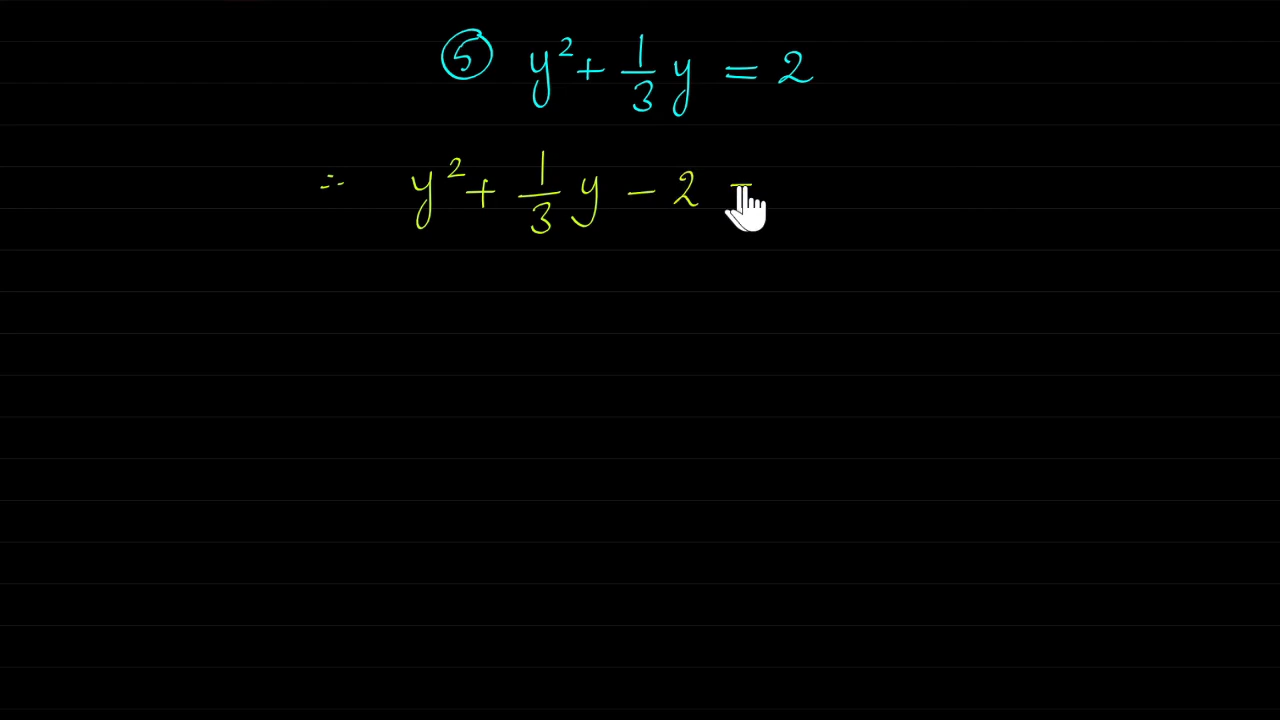 ⑤ y² + 1/3 y = 2
∴ y² + 1/3 y − 2